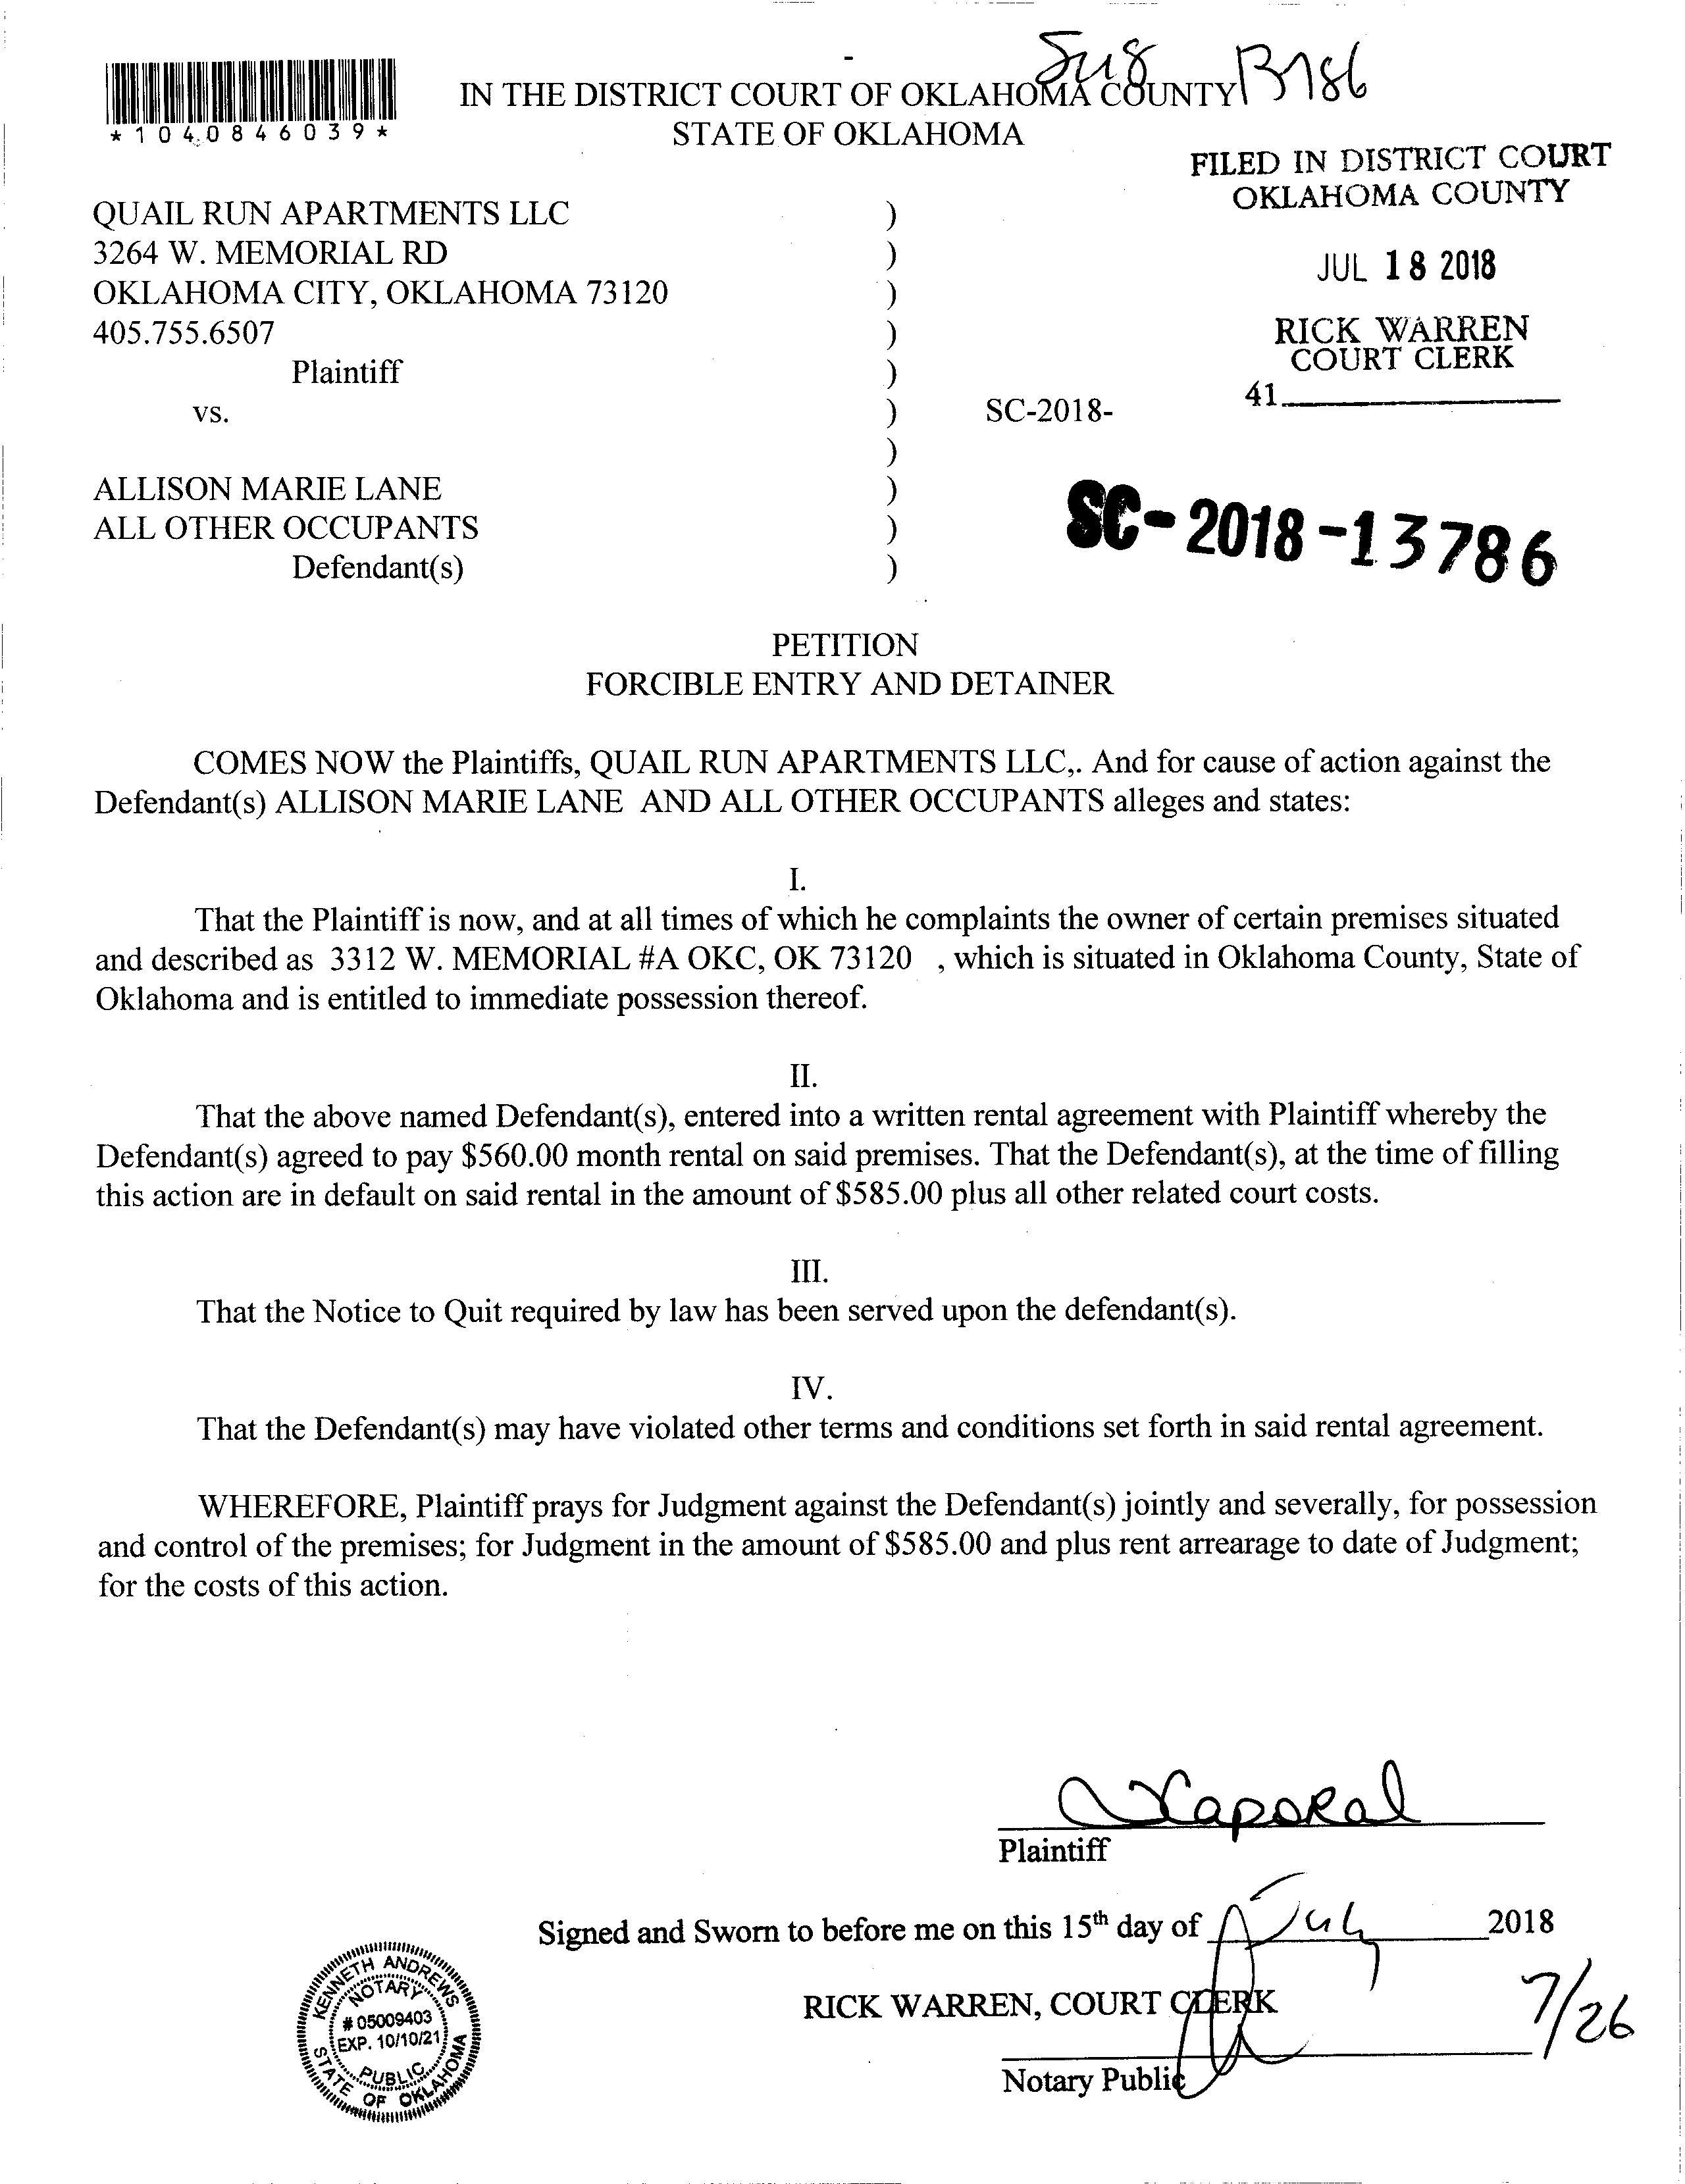 B186
*1040846039*
IN THE DISTRICT COURT OF OKLAHOMA COUNTY
STATE OF OKLAHOMA
FILED IN DISTRICT COURT
OKLAHOMA COUNTY
JUL 18 2018
RICK WARREN
COURT CLERK
41
QUAIL RUN APARTMENTS LLC )
3264 W. MEMORIAL RD )
OKLAHOMA CITY, OKLAHOMA 73120 )
405.755.6507 )
Plaintiff )
vs. ) SC-2018-
)
ALLISON MARIE LANE )
ALL OTHER OCCUPANTS )
Defendant(s) )
SC-2018-13786
PETITION
FORCIBLE ENTRY AND DETAINER
COMES NOW the Plaintiffs, QUAIL RUN APARTMENTS LLC,. And for cause of action against the
Defendant(s) ALLISON MARIE LANE AND ALL OTHER OCCUPANTS alleges and states:
I.
That the Plaintiff is now, and at all times of which he complaints the owner of certain premises situated
and described as 3312 W. MEMORIAL #A OKC, OK 73120 , which is situated in Oklahoma County, State of
Oklahoma and is entitled to immediate possession thereof.
II.
That the above named Defendant(s), entered into a written rental agreement with Plaintiff whereby the
Defendant(s) agreed to pay $560.00 month rental on said premises. That the Defendant(s), at the time of filling
this action are in default on said rental in the amount of $585.00 plus all other related court costs.
III.
That the Notice to Quit required by law has been served upon the defendant(s).
IV.
That the Defendant(s) may have violated other terms and conditions set forth in said rental agreement.
WHEREFORE, Plaintiff prays for Judgment against the Defendant(s) jointly and severally, for possession
and control of the premises; for Judgment in the amount of $585.00 and plus rent arrearage to date of Judgment;
for the costs of this action.
Plaintiff
Signed and Sworn to before me on this 15th day of July 2018
RICK WARREN, COURT CLERK
7/26
Notary Public
KENNETH ANDREWS
NOTARY
# 05009403
EXP. 10/10/21
PUBLIC
STATE OF OKLAHOMA